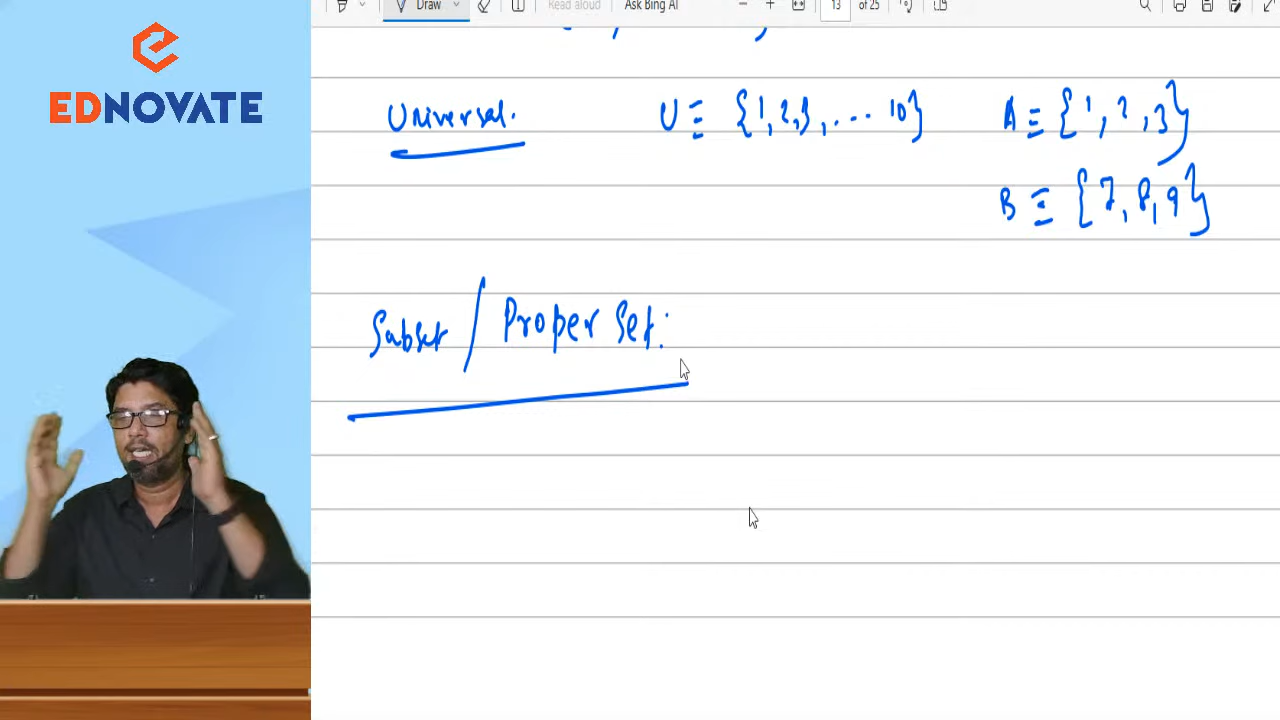 Draw
Read aloud
Ask Bing AI
13 of 25
EDNOVATE
Universal.
U ≡ {1, 2, 3, ... 10}
A ≡ {1, 2, 3}
B ≡ {7, 8, 9}
Subset / Proper Set: